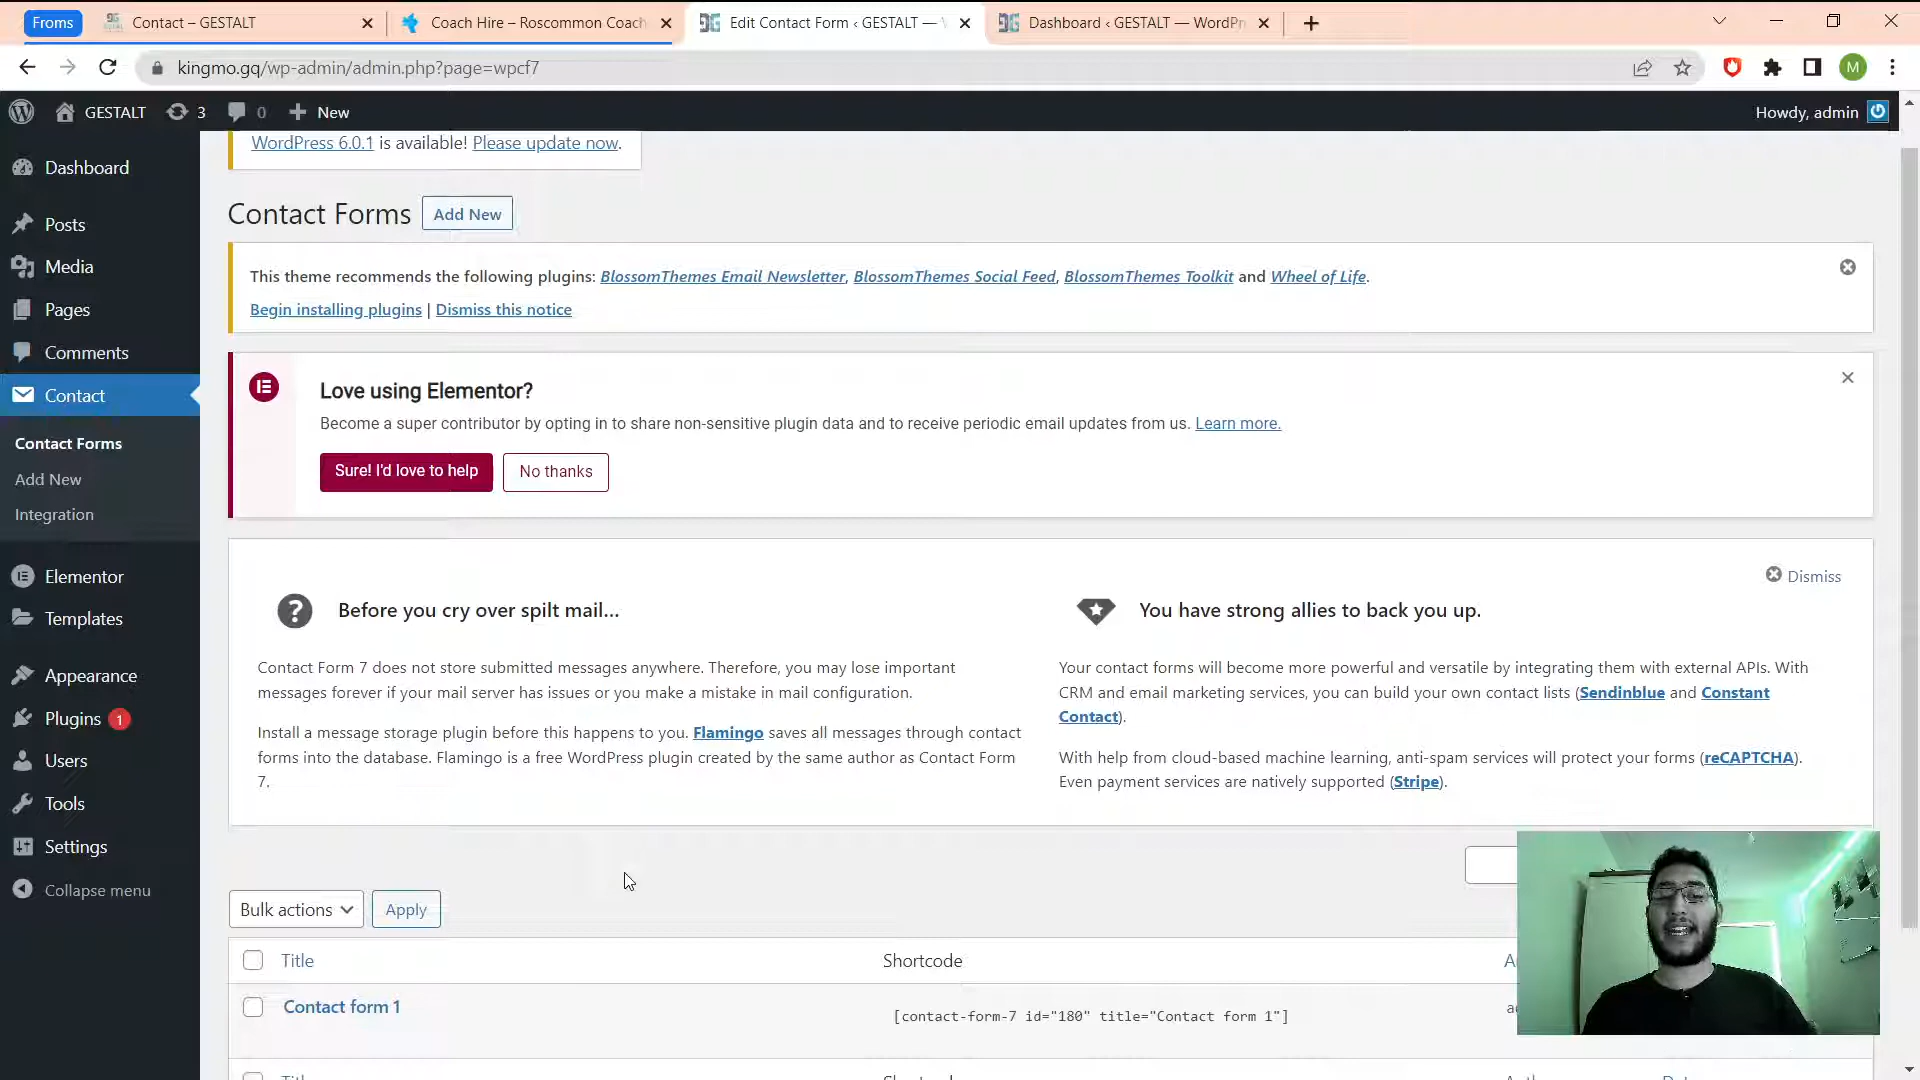 Froms
Contact – GESTALT
Coach Hire – Roscommon Coach
Edit Contact Form ‹ GESTALT —
Dashboard ‹ GESTALT — WordPr
kingmo.gq/wp-admin/admin.php?page=wpcf7
M
GESTALT
3
0
New
Howdy, admin
WordPress 6.0.1 is available! Please update now.
Dashboard
Posts
Media
Pages
Comments
Contact
Contact Forms
Add New
Integration
Elementor
Templates
Appearance
Plugins 1
Users
Tools
Settings
Collapse menu
Contact Forms
Add New
This theme recommends the following plugins: BlossomThemes Email Newsletter, BlossomThemes Social Feed, BlossomThemes Toolkit and Wheel of Life.
Begin installing plugins | Dismiss this notice
Love using Elementor?
Become a super contributor by opting in to share non-sensitive plugin data and to receive periodic email updates from us. Learn more.
Sure! I'd love to help
No thanks
Dismiss
Before you cry over spilt mail…
Contact Form 7 does not store submitted messages anywhere. Therefore, you may lose important
messages forever if your mail server has issues or you make a mistake in mail configuration.
Install a message storage plugin before this happens to you. Flamingo saves all messages through contact
forms into the database. Flamingo is a free WordPress plugin created by the same author as Contact Form
7.
You have strong allies to back you up.
Your contact forms will become more powerful and versatile by integrating them with external APIs. With
CRM and email marketing services, you can build your own contact lists (Sendinblue and Constant
Contact).
With help from cloud-based machine learning, anti-spam services will protect your forms (reCAPTCHA).
Even payment services are natively supported (Stripe).
Bulk actions
Apply
Title
Shortcode
Contact form 1
[contact-form-7 id="180" title="Contact form 1"]